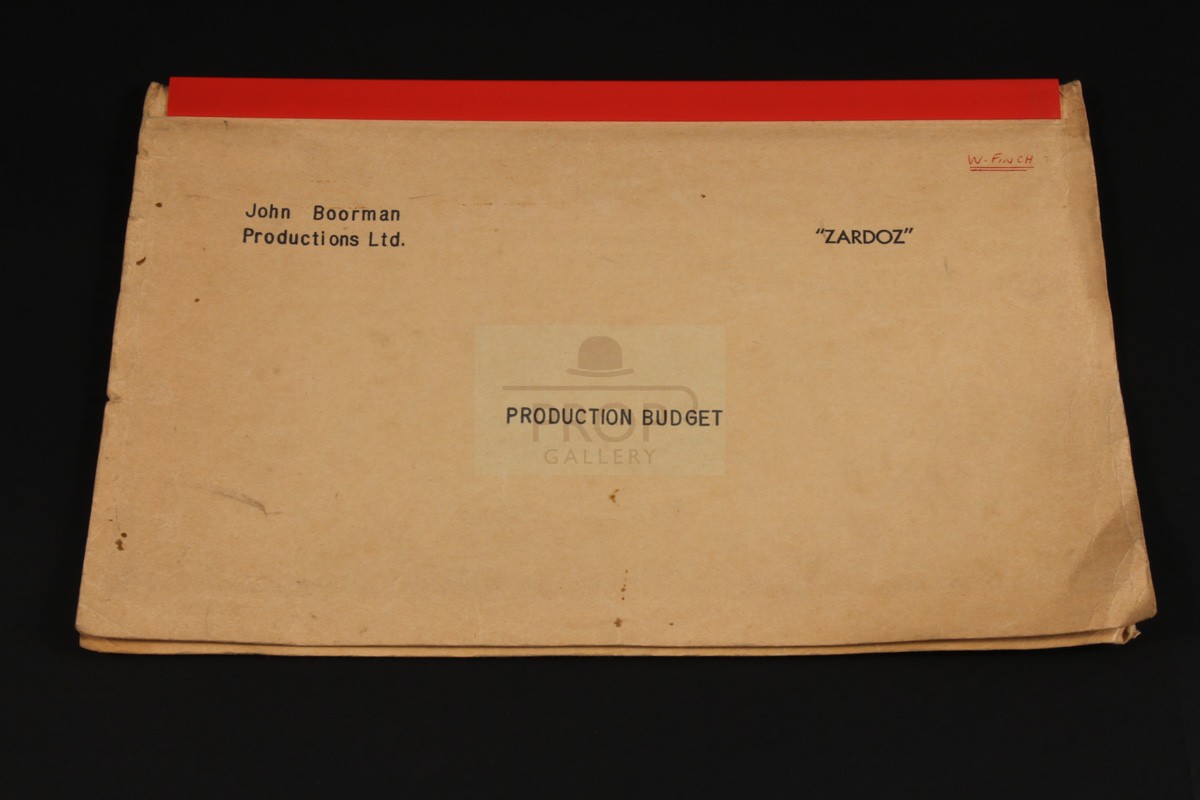 W-FINCH
John Boorman
Productions Ltd.
"ZARDOZ"
PRODUCTION BUDGET
PROP
GALLERY